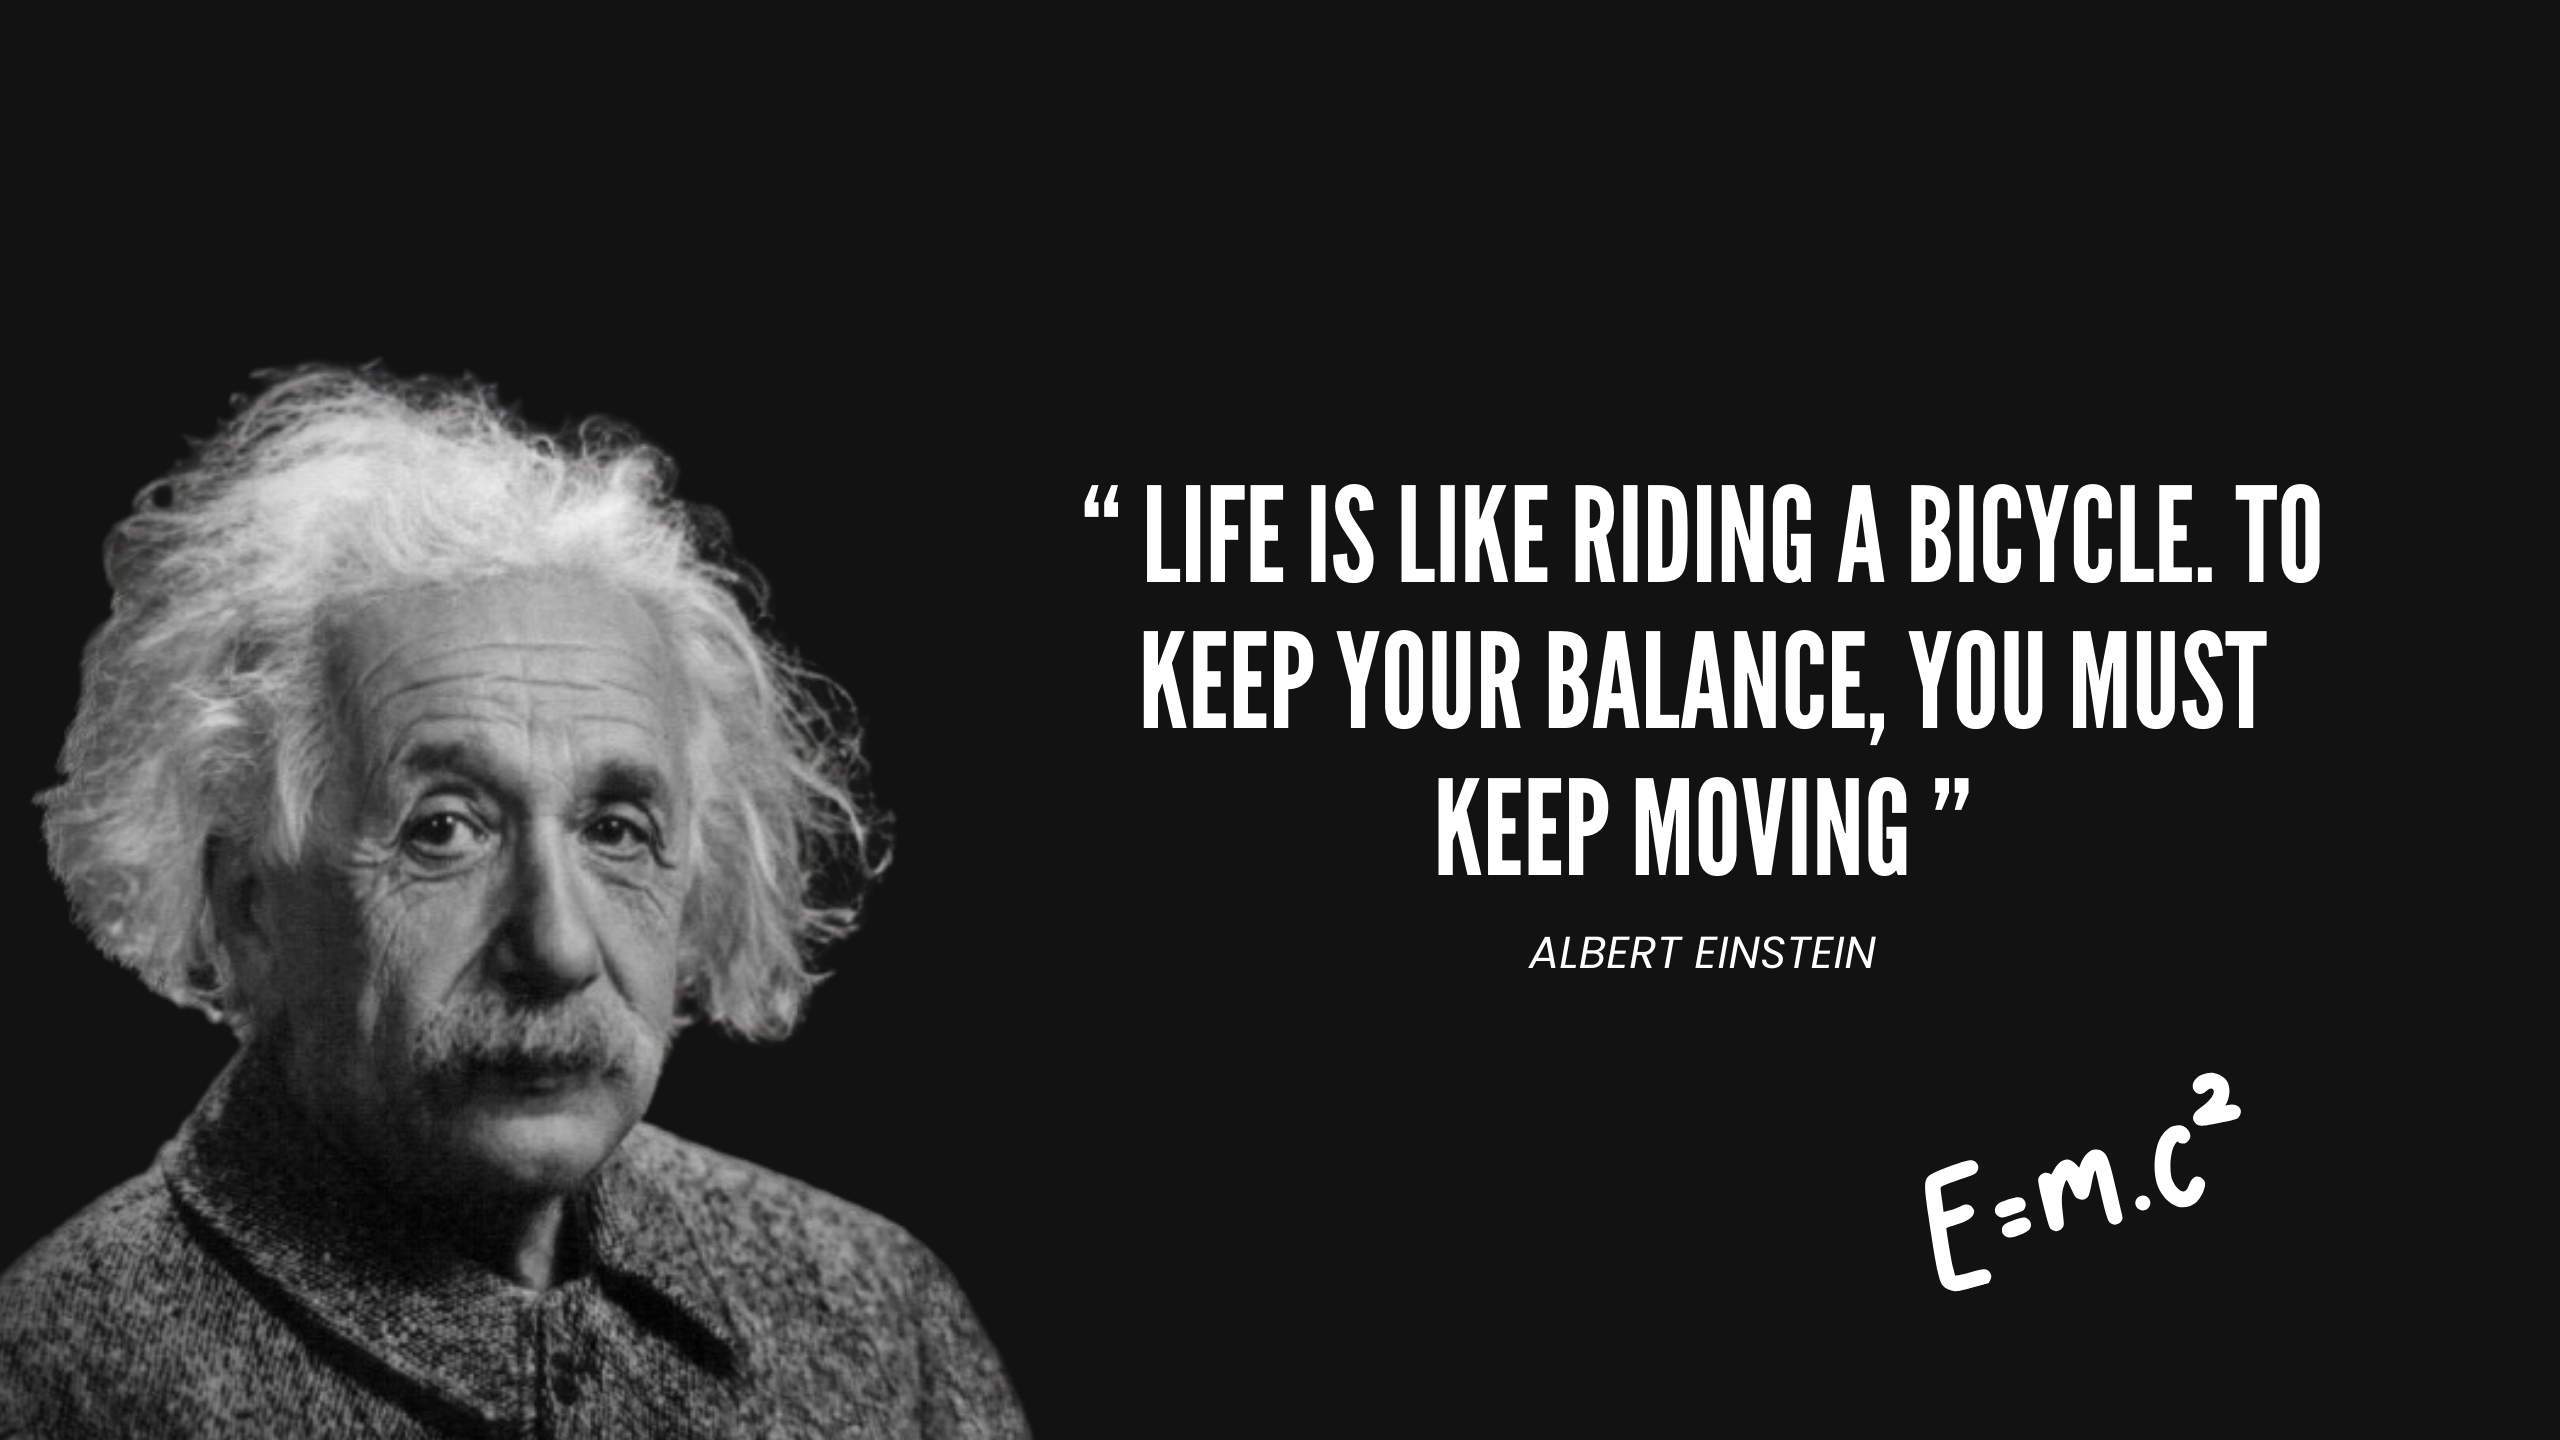 “ LIFE IS LIKE RIDING A BICYCLE. TO
KEEP YOUR BALANCE, YOU MUST
KEEP MOVING ”
ALBERT EINSTEIN
E=m.c²